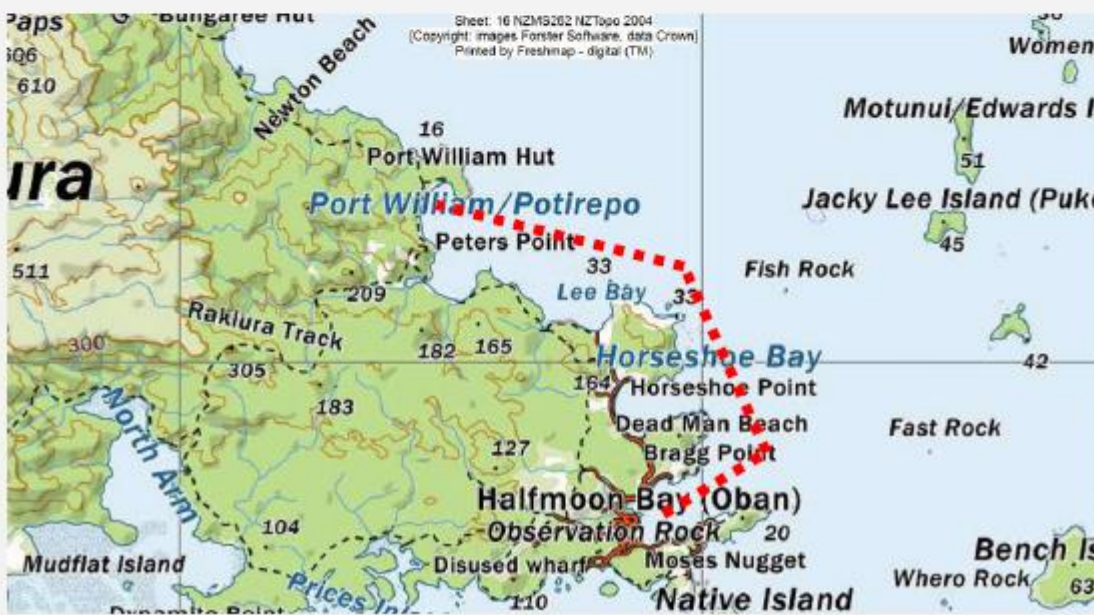 Sheet: 16 NZMS262 NZTopo 2004
[Copyright: images Forster Software, data Crown]
Printed by Freshmap - digital (TM)
Bungaree Hut
Women
606
610
Newton Beach
Motunui/Edwards I
16
Port William Hut
51
Port William/Potirepo
Jacky Lee Island (Puk
Peters Point
45
511
33
Fish Rock
209
Lee Bay
33
Rakiura Track
300
305
182
165
Horseshoe Bay
42
164
Horseshoe Point
183
North Arm
Dead Man Beach
Fast Rock
127
Bragg Point
Halfmoon Bay (Oban)
104
Observation Rock
20
Mudflat Island
Disused wharf
Moses Nugget
Bench Is
Whero Rock
63
110
Native Island